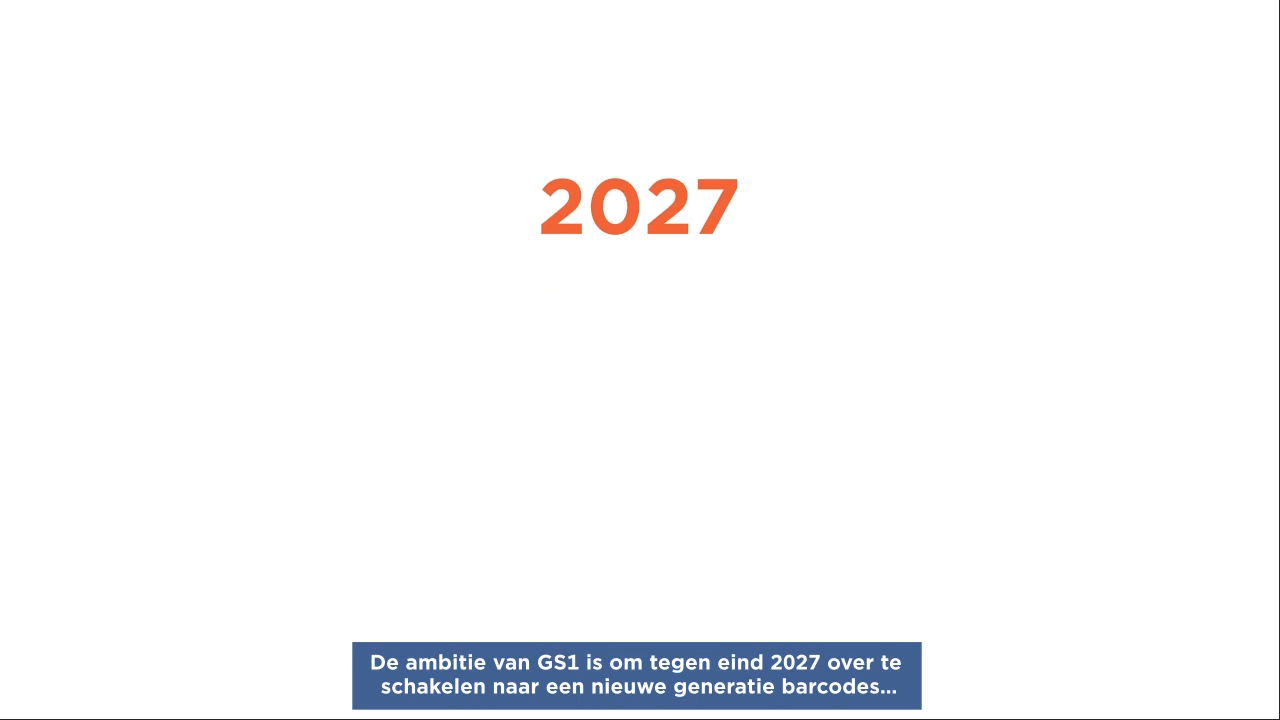 2027
De ambitie van GS1 is om tegen eind 2027 over te
schakelen naar een nieuwe generatie barcodes...